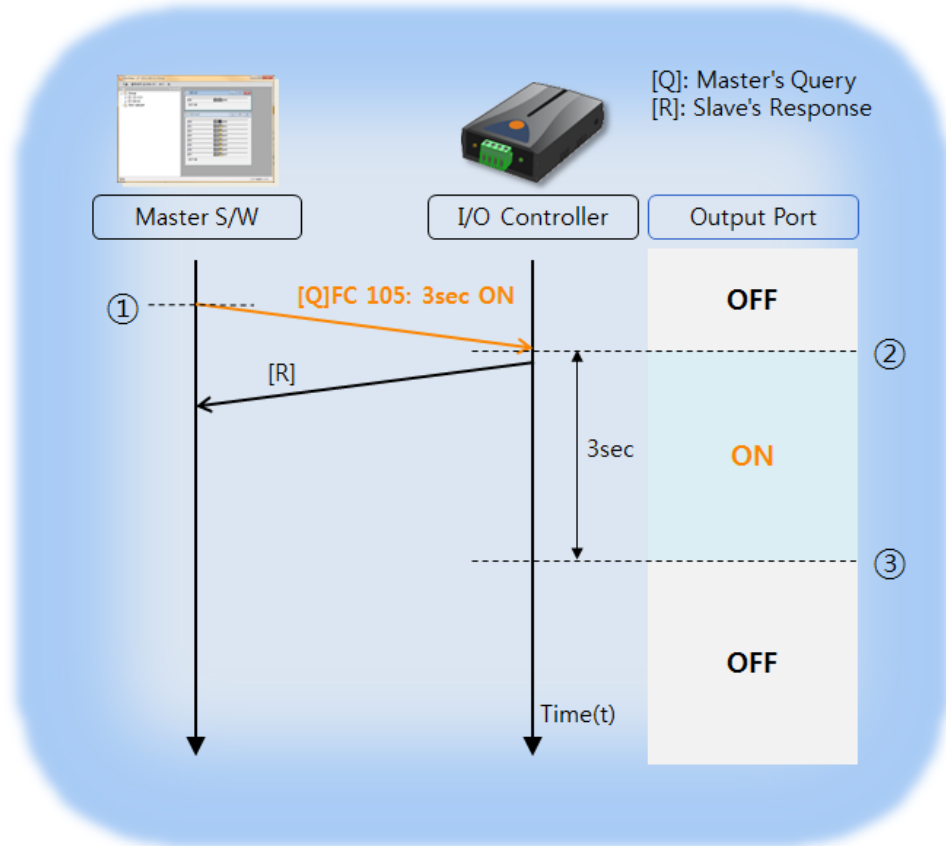 [Q]: Master's Query
[R]: Slave's Response
Master S/W
I/O Controller
Output Port
①
[Q]FC 105: 3sec ON
OFF
②
[R]
3sec
ON
③
OFF
Time(t)